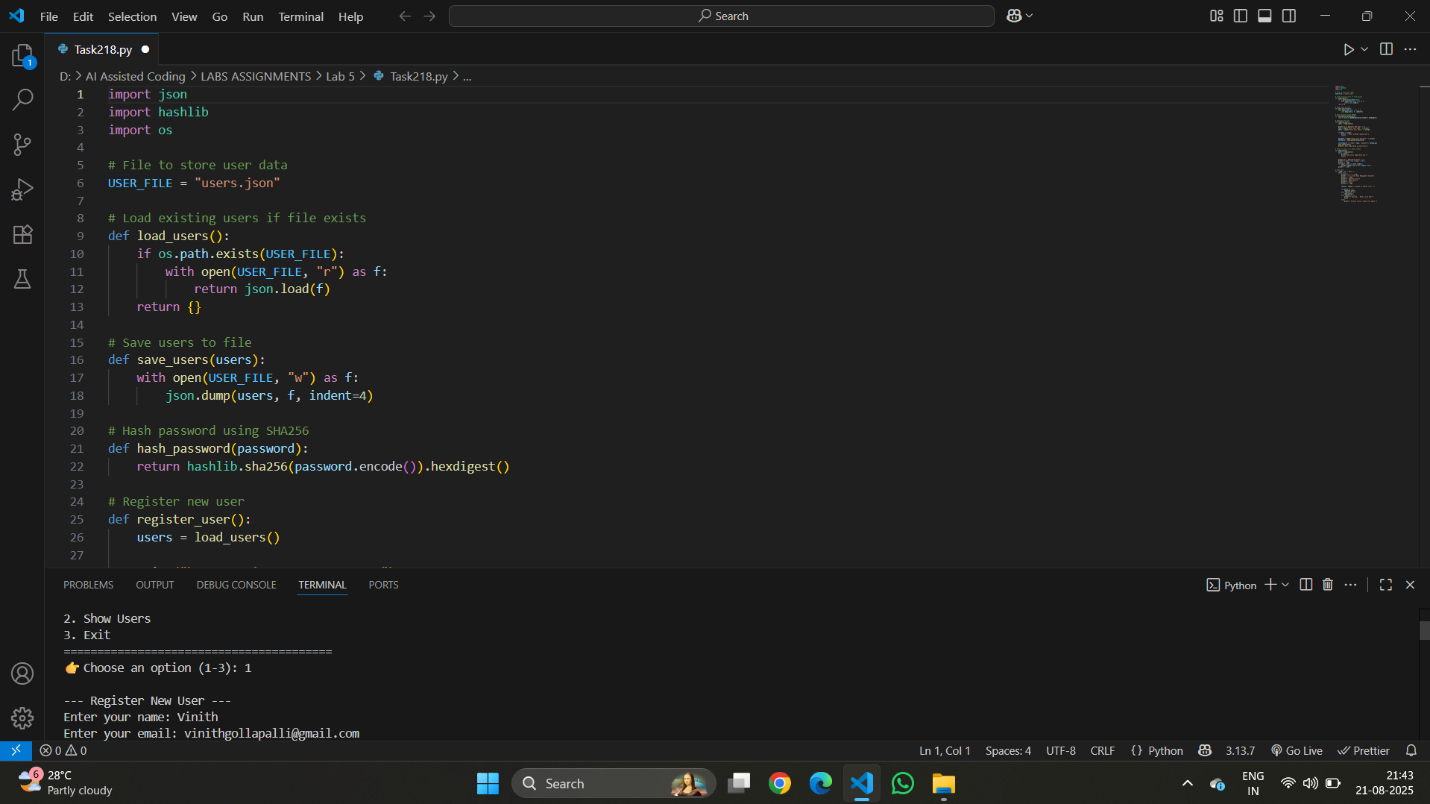 File Edit Selection View Go Run Terminal Help
Search
Task218.py
D: > AI Assisted Coding > LABS ASSIGNMENTS > Lab 5 > Task218.py > ...
1 import json
2 import hashlib
3 import os
4
5 # File to store user data
6 USER_FILE = "users.json"
7
8 # Load existing users if file exists
9 def load_users():
10 if os.path.exists(USER_FILE):
11 with open(USER_FILE, "r") as f:
12 return json.load(f)
13 return {}
14
15 # Save users to file
16 def save_users(users):
17 with open(USER_FILE, "w") as f:
18 json.dump(users, f, indent=4)
19
20 # Hash password using SHA256
21 def hash_password(password):
22 return hashlib.sha256(password.encode()).hexdigest()
23
24 # Register new user
25 def register_user():
26 users = load_users()
27
1
PROBLEMS OUTPUT DEBUG CONSOLE TERMINAL PORTS
Python
2. Show Users
3. Exit
========================================
👉 Choose an option (1-3): 1
--- Register New User ---
Enter your name: Vinith
Enter your email: vinithgollapalli@gmail.com
0 0
Ln 1, Col 1 Spaces: 4 UTF-8 CRLF {} Python 3.13.7 Go Live Prettier
6
28°C
Partly cloudy
Search
ENG
IN
21:43
21-08-2025